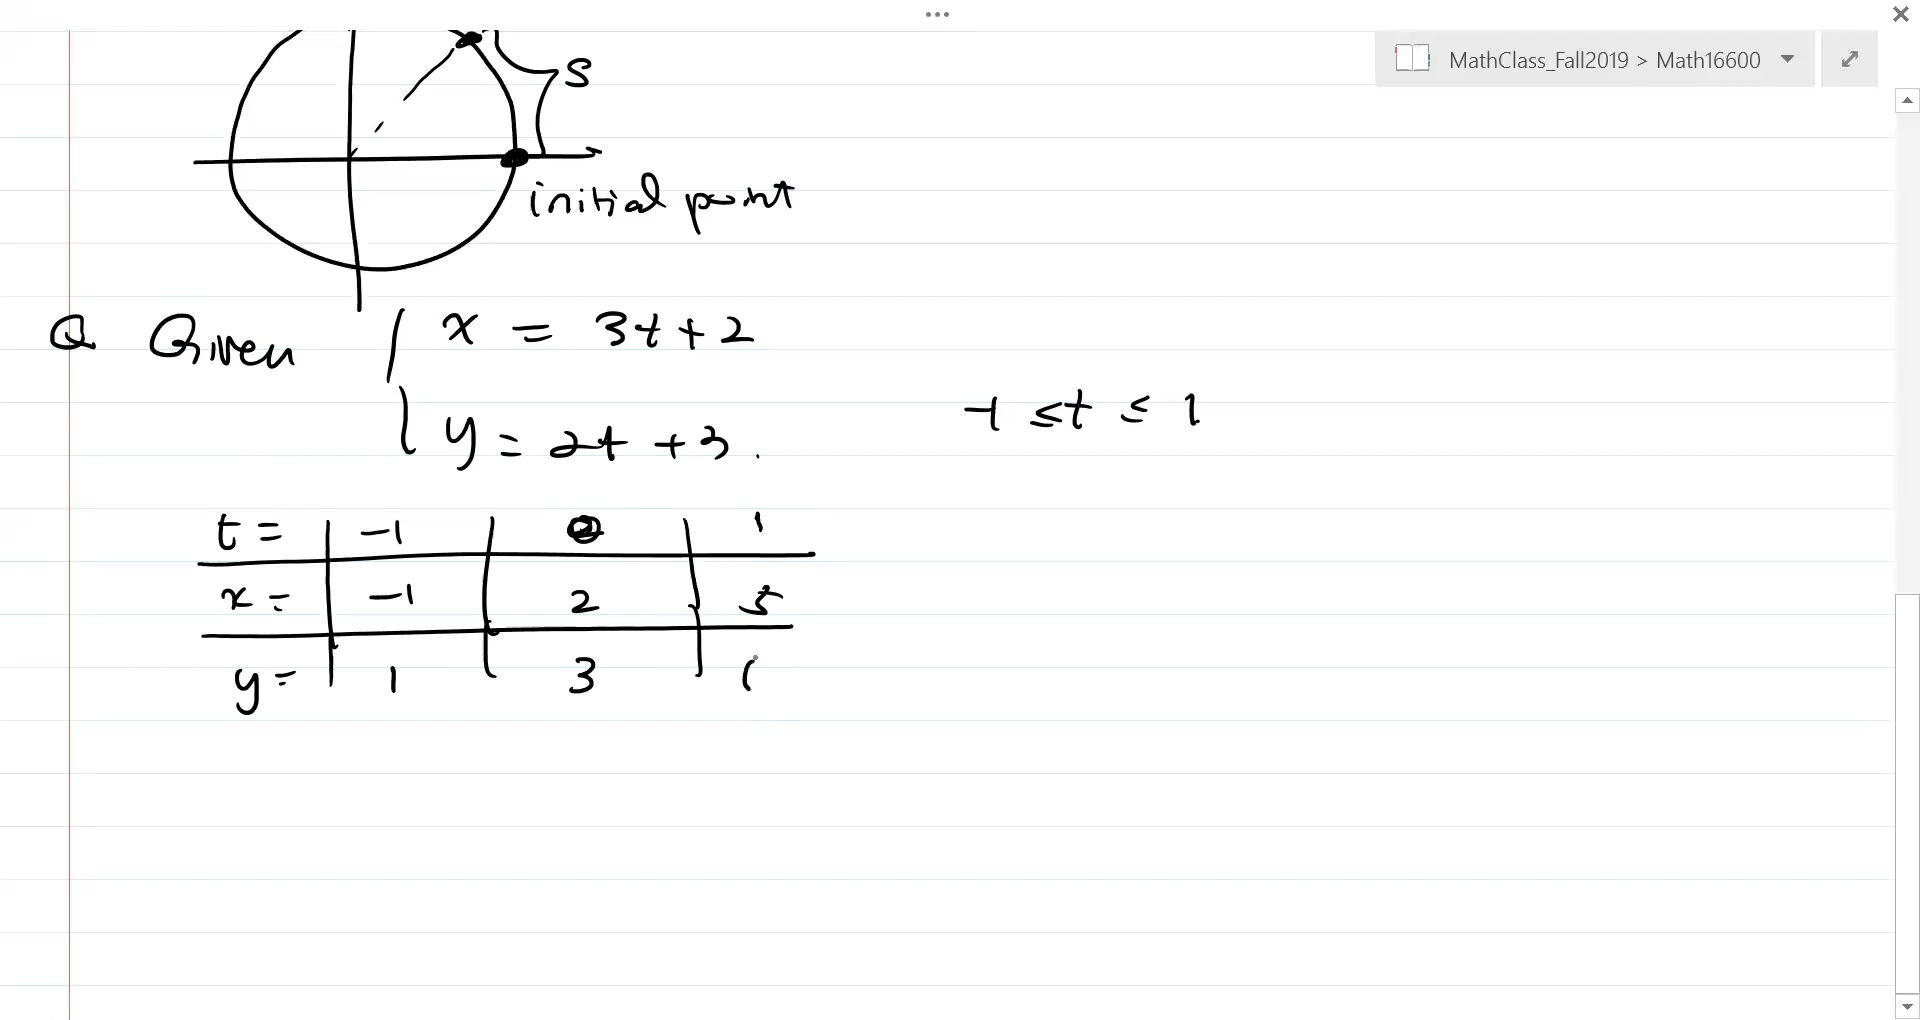 MathClass_Fall2019 > Math16600
S
initial point
Q Given x = 3t + 2
y = 2t + 3.
-1 ≤ t ≤ 1
t = -1 0 1
x = -1 2 5
y = 1 3